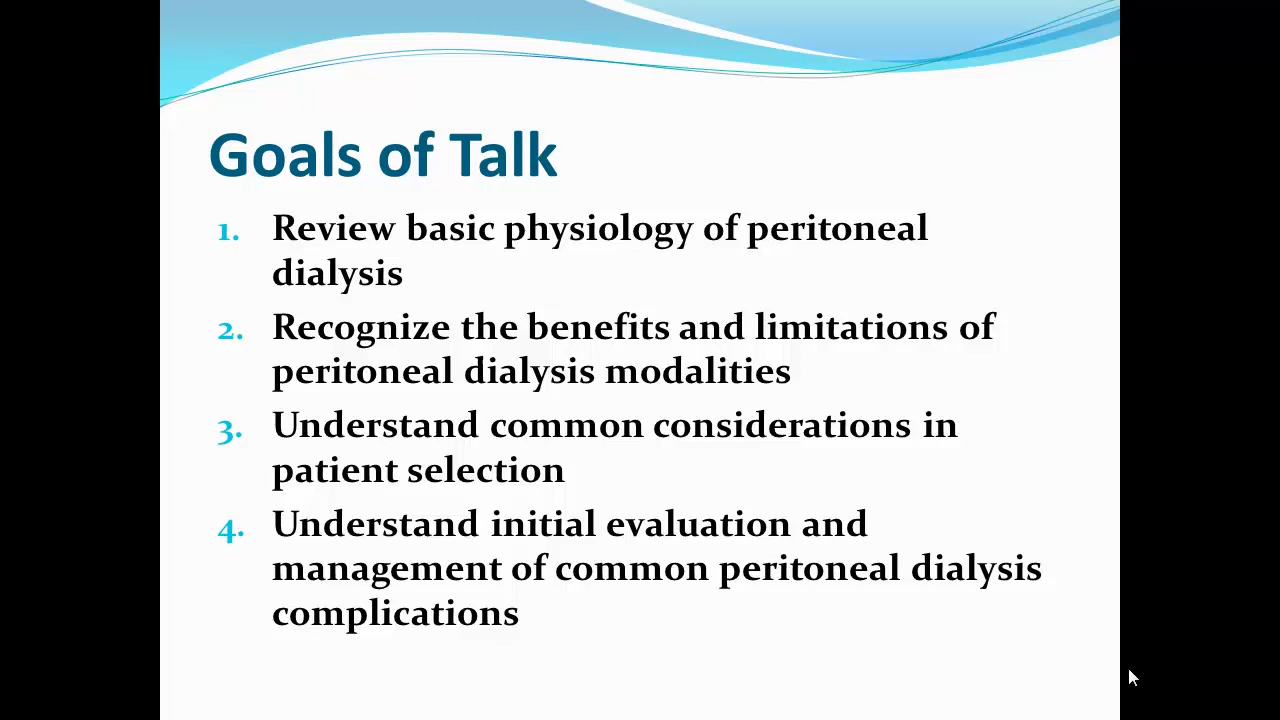 Goals of Talk
1. Review basic physiology of peritoneal
dialysis
2. Recognize the benefits and limitations of
peritoneal dialysis modalities
3. Understand common considerations in
patient selection
4. Understand initial evaluation and
management of common peritoneal dialysis
complications